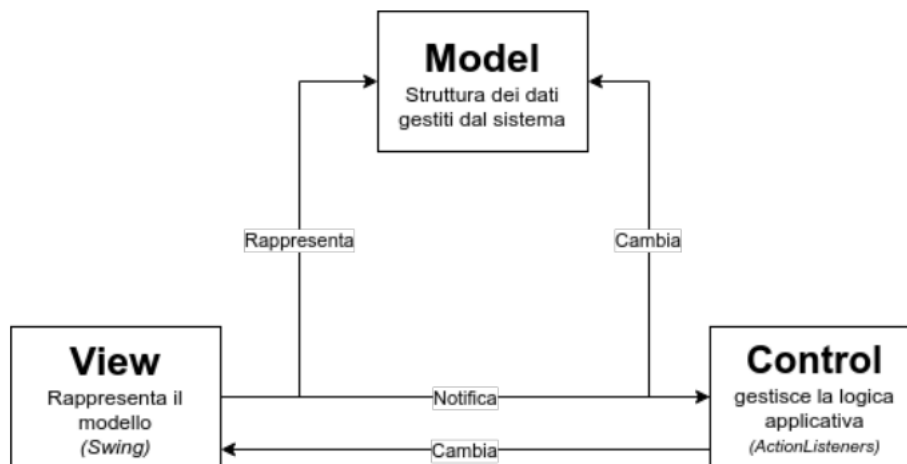 Model
Struttura dei dati
gestiti dal sistema
Rappresenta
Cambia
View
Rappresenta il
modello
(Swing)
Notifica
Cambia
Control
gestisce la logica
applicativa
(ActionListeners)